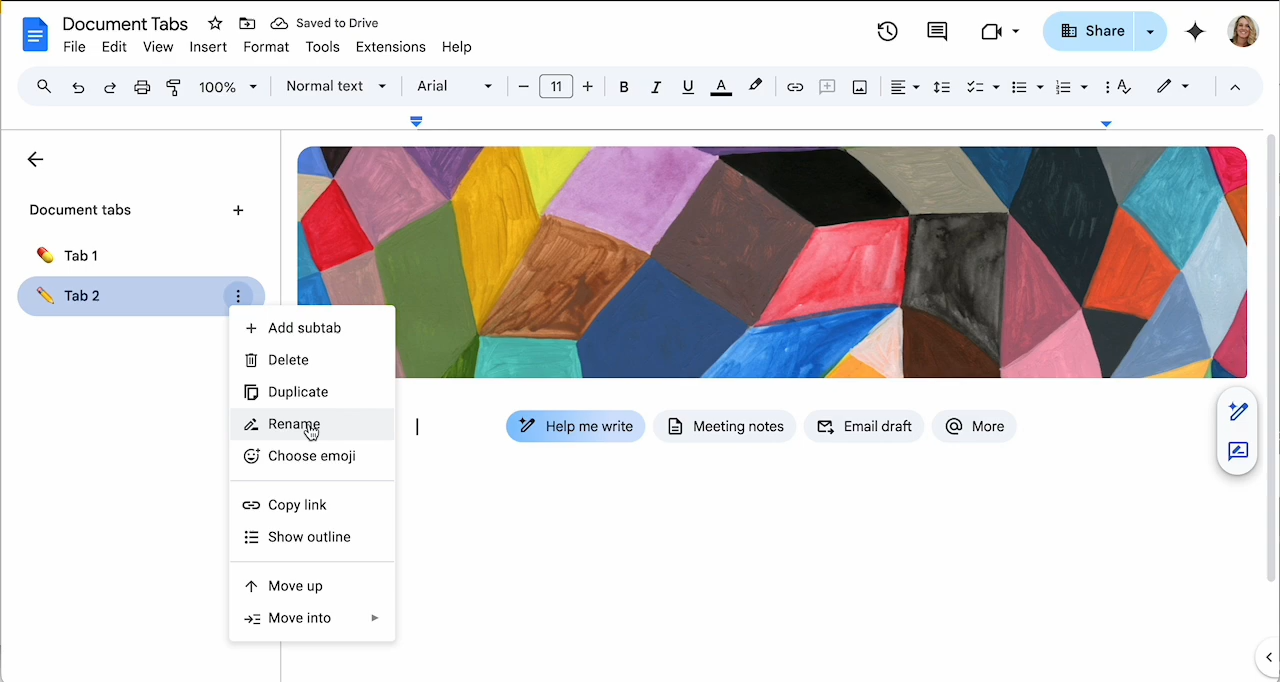 Document Tabs Saved to Drive
File Edit View Insert Format Tools Extensions Help
Share
100% Normal text Arial 11 B I U A
Document tabs
Tab 1
Tab 2
Add subtab
Delete
Duplicate
Rename
Choose emoji
Copy link
Show outline
Move up
Move into
Help me write Meeting notes Email draft More